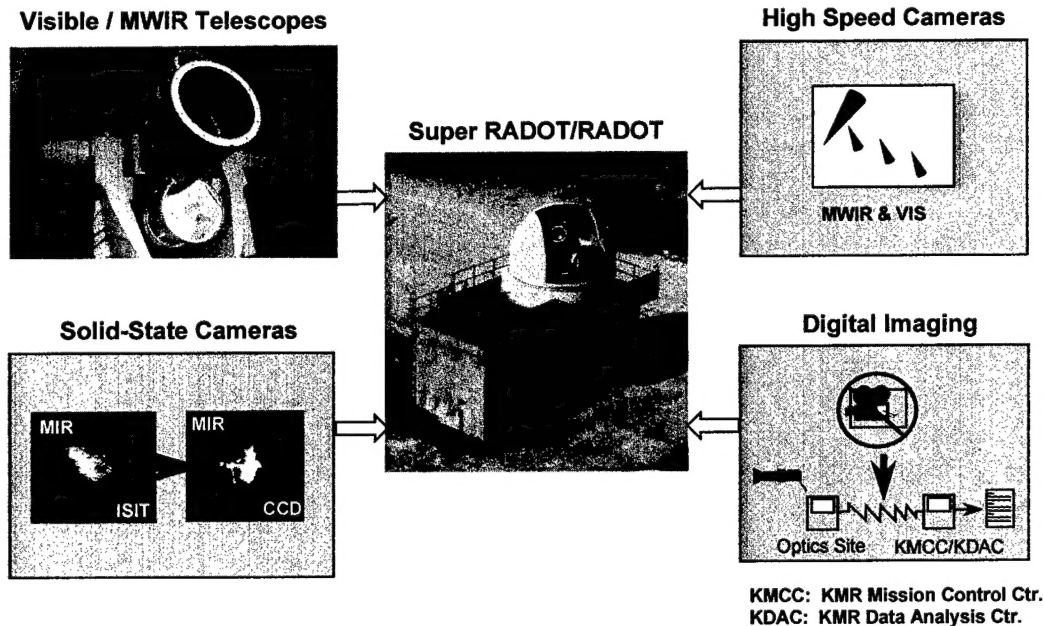 Visible / MWIR Telescopes
High Speed Cameras
Super RADOT/RADOT
MWIR & VIS
Solid-State Cameras
Digital Imaging
MIR
ISIT
MIR
CCD
Optics Site
KMCC/KDAC
KMCC: KMR Mission Control Ctr.
KDAC: KMR Data Analysis Ctr.